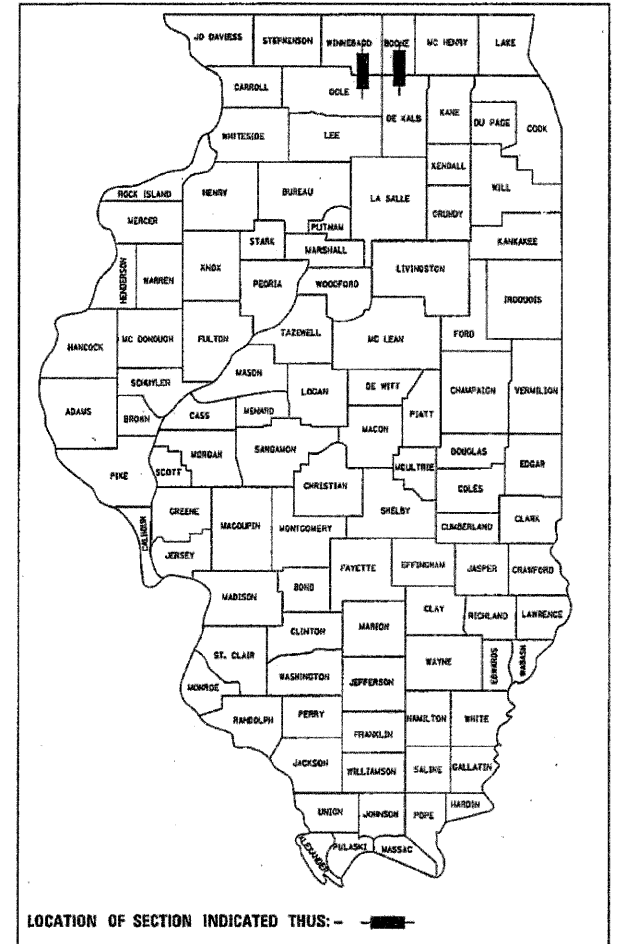 JO DAVIESS STEPHENSON WINNEBAGO BOONE MC HENRY LAKE
CARROLL OGLE DE KALB KANE DU PAGE COOK
WHITESIDE LEE KENDALL WILL
ROCK ISLAND HENRY BUREAU LA SALLE GRUNDY
MERCER PUTNAM KANKAKEE
STARK MARSHALL
HENDERSON WARREN KNOX PEORIA WOODFORD LIVINGSTON IROQUOIS
HANCOCK MC DONOUGH FULTON TAZEWELL MC LEAN FORD
MASON
SCHUYLER LOGAN DE WITT CHAMPAIGN VERMILION
ADAMS BROWN CASS MENARD MACON PIATT
SANGAMON DOUGLAS
PIKE SCOTT MORGAN CHRISTIAN MOULTRIE COLES EDGAR
GREENE SHELBY
CALHOUN MACOUPIN MONTGOMERY CUMBERLAND CLARK
JERSEY FAYETTE EFFINGHAM JASPER CRAWFORD
MADISON BOND
CLINTON MARION CLAY RICHLAND LAWRENCE
ST. CLAIR WAYNE EDWARDS WABASH
WASHINGTON JEFFERSON
MONROE
RANDOLPH PERRY HAMILTON WHITE
FRANKLIN
JACKSON WILLIAMSON SALINE GALLATIN
UNION JOHNSON POPE HARDIN
ALEXANDER PULASKI MASSAC
LOCATION OF SECTION INDICATED THUS: -